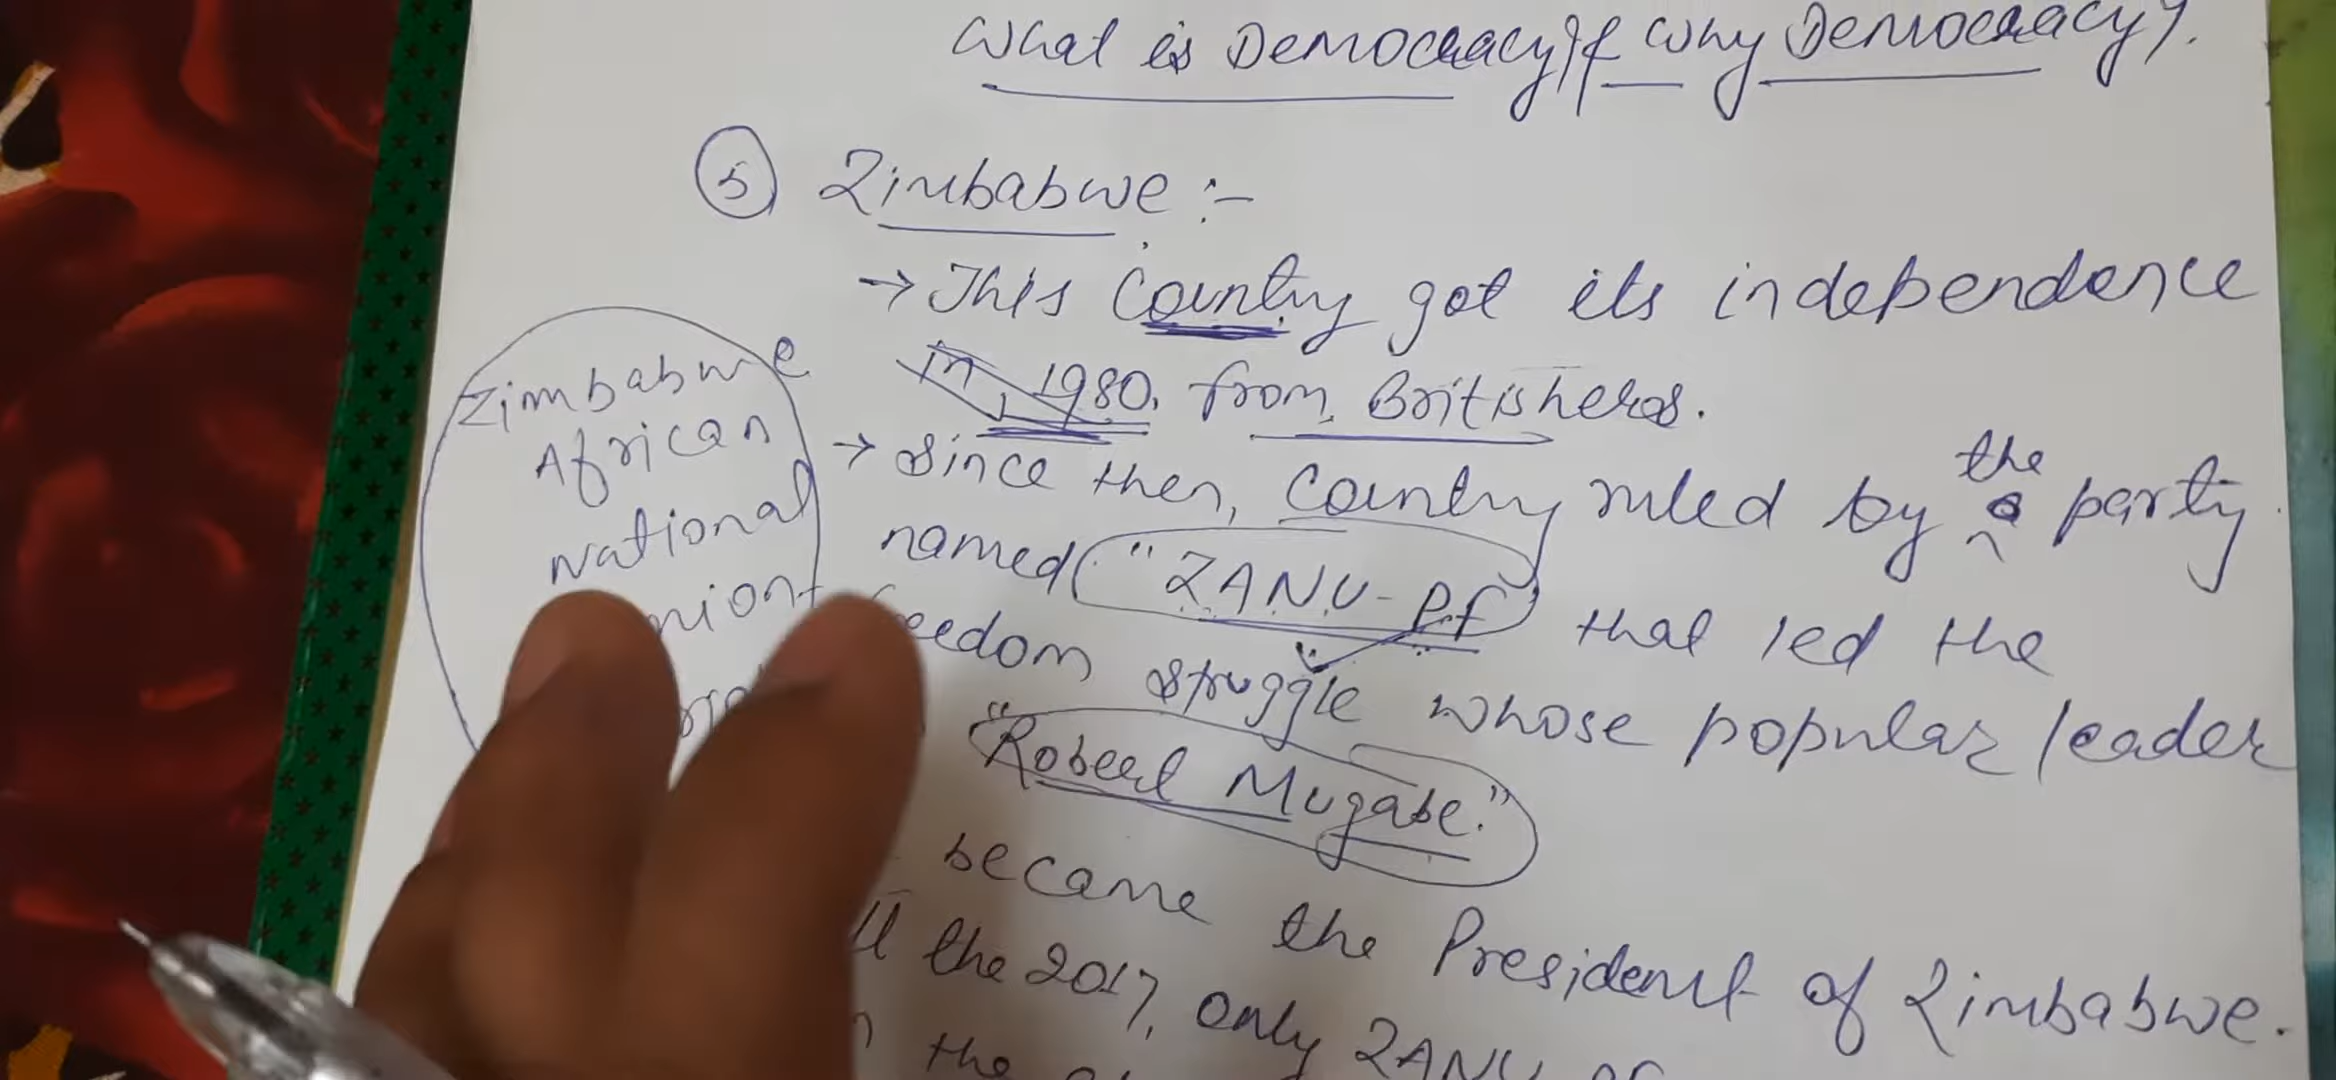 What is Democracy? & Why Democracy?.
5 Zimbabwe :-
→ This Country got its independence
in 1980, from Britishers.
→ Since then, Country ruled by the party
named "ZANU-PF" that led the
struggle whose popular leader
"Robert Mugabe."
became the President of Zimbabwe.
the 2017, only ZANU
the
Zimbabwe
African
National